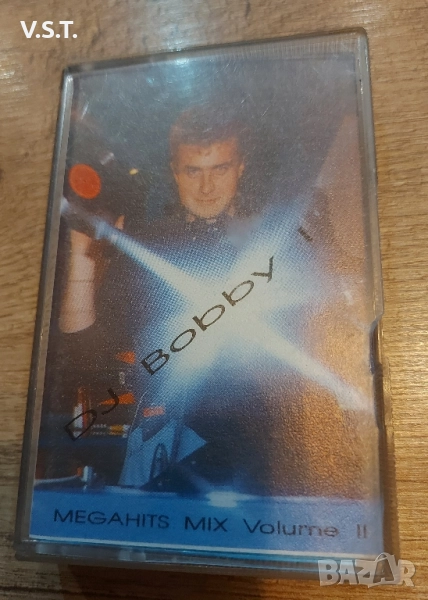 V.S.T.
DJ Bobby
MEGAHITS MIX Volume II
BAZAR